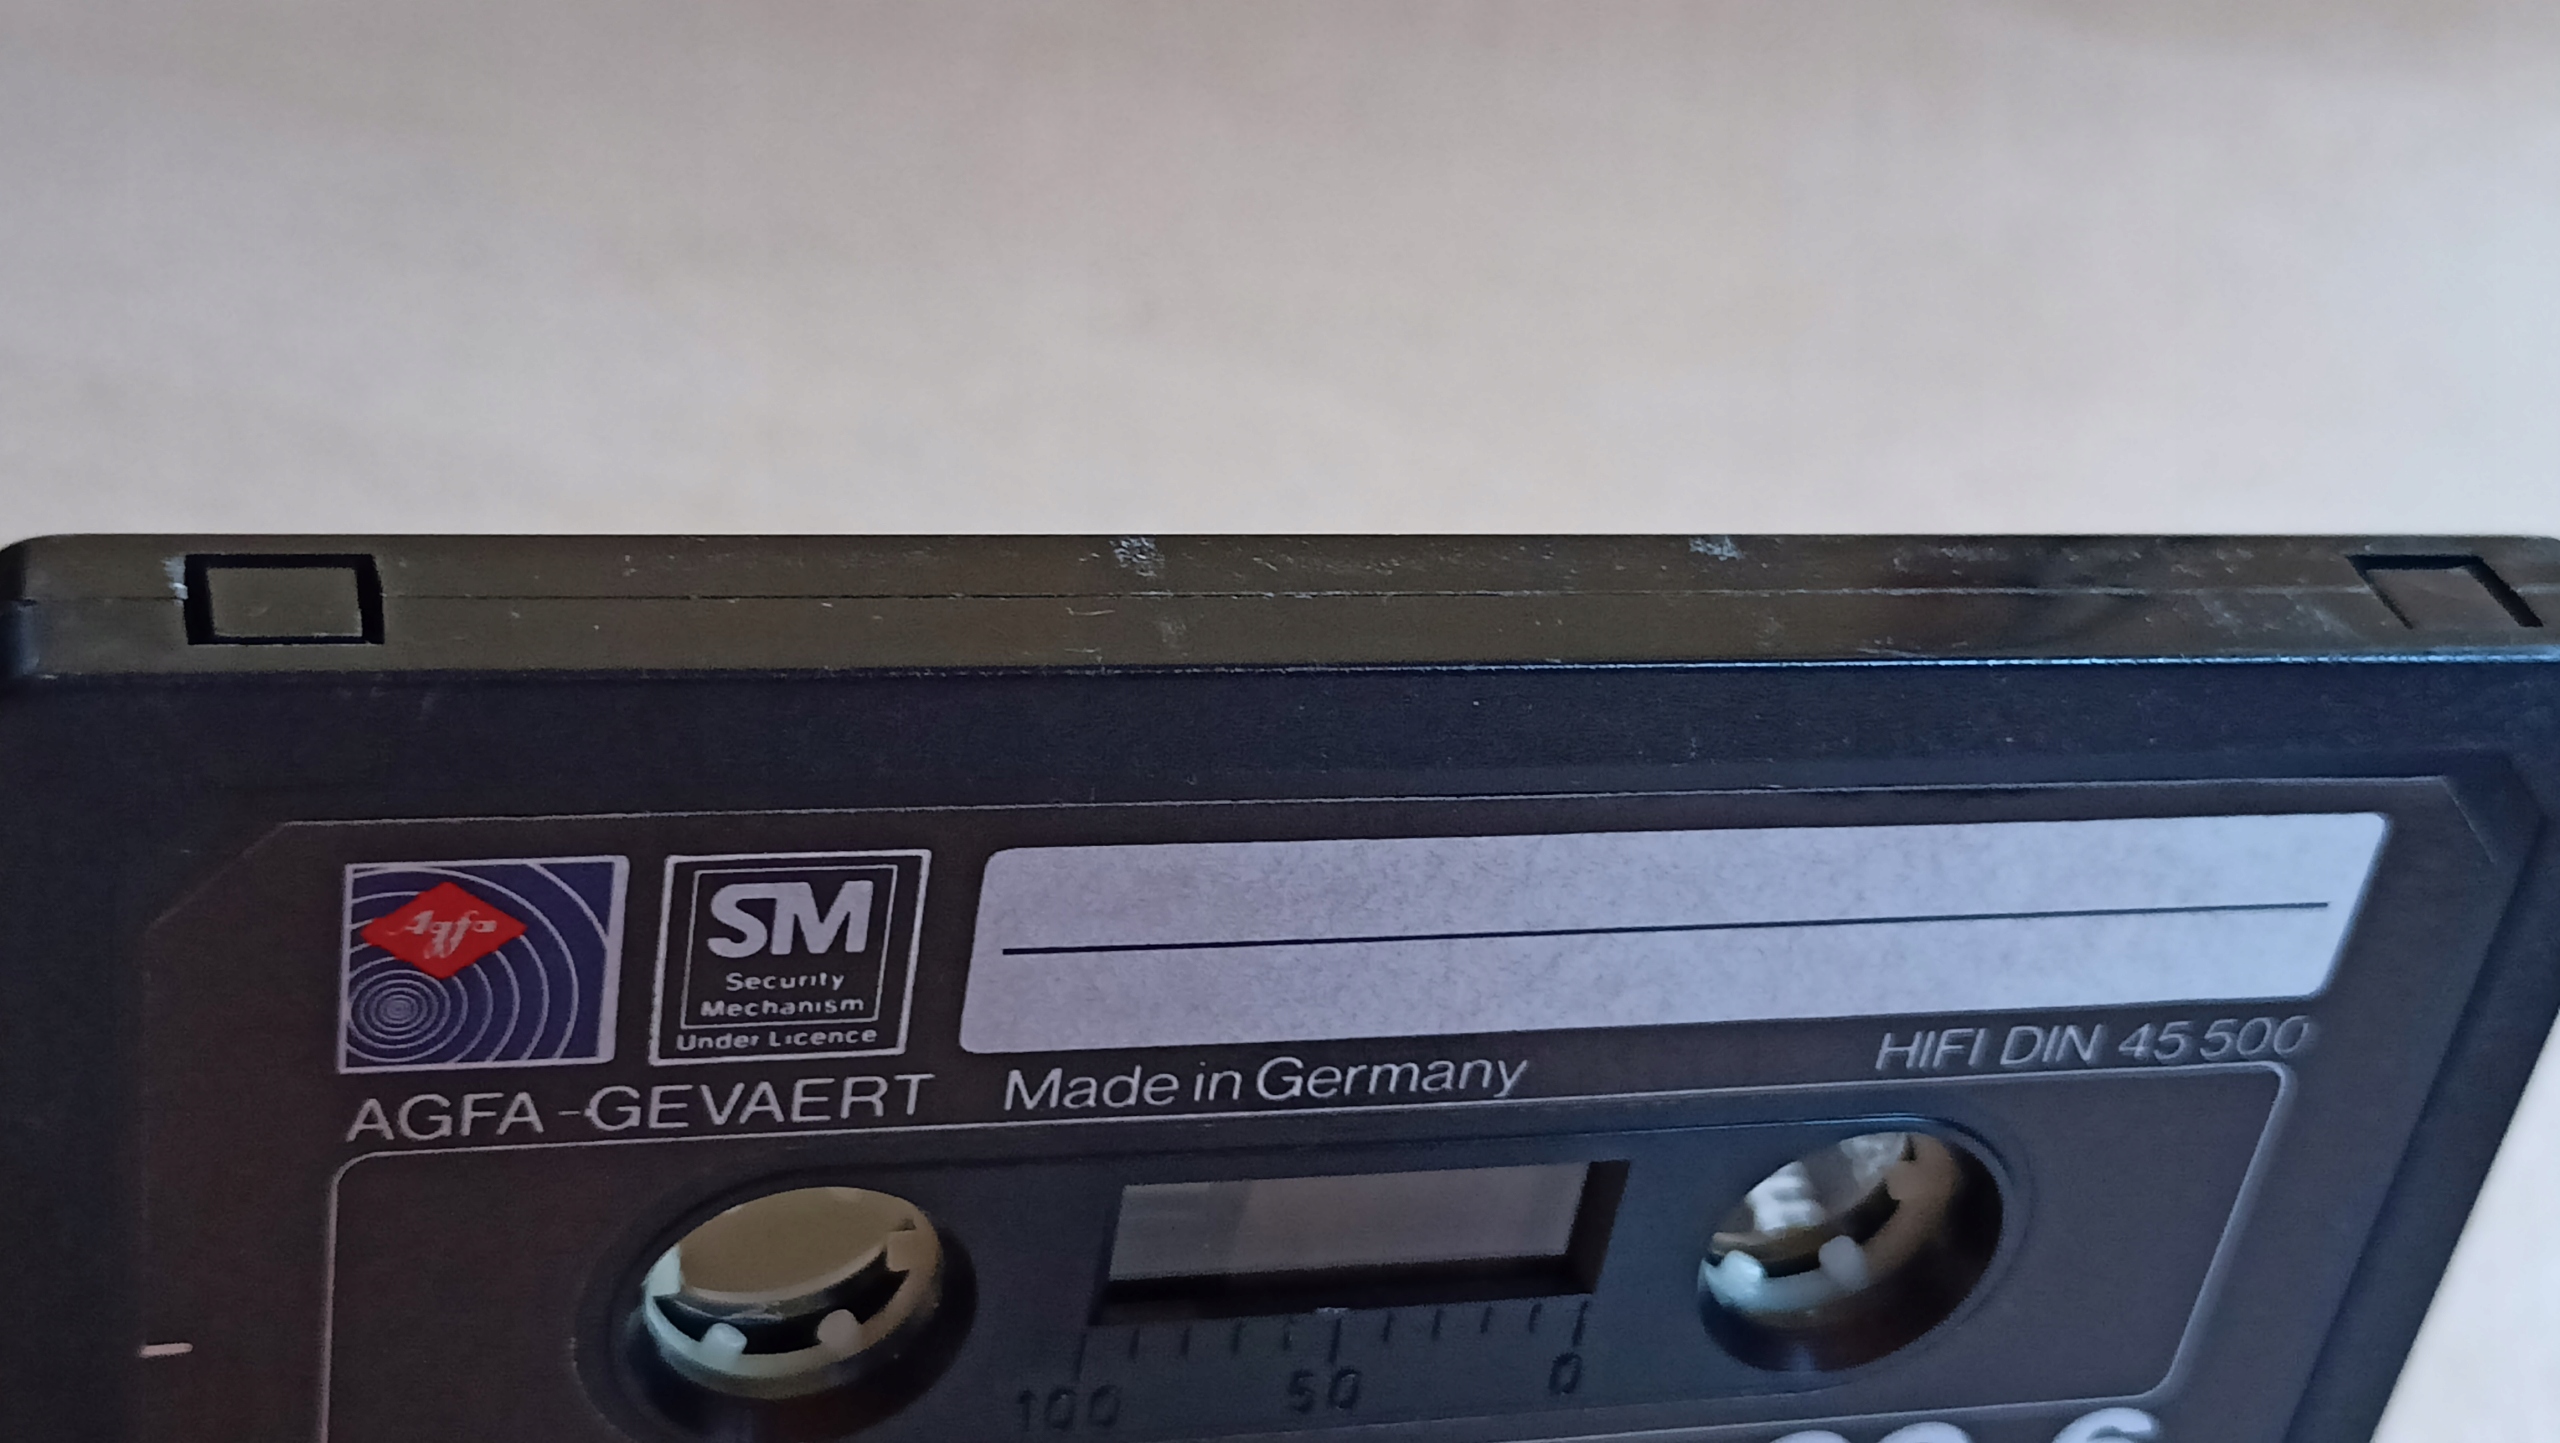 Agfa
SM
Security
Mechanism
Under Licence
HIFI DIN 45 500
AGFA-GEVAERT Made in Germany
100 50 0